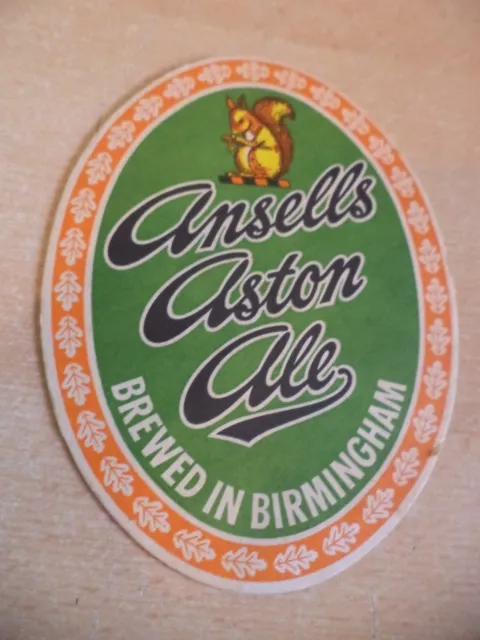 Ansells
Aston
Ale
BREWED IN BIRMINGHAM